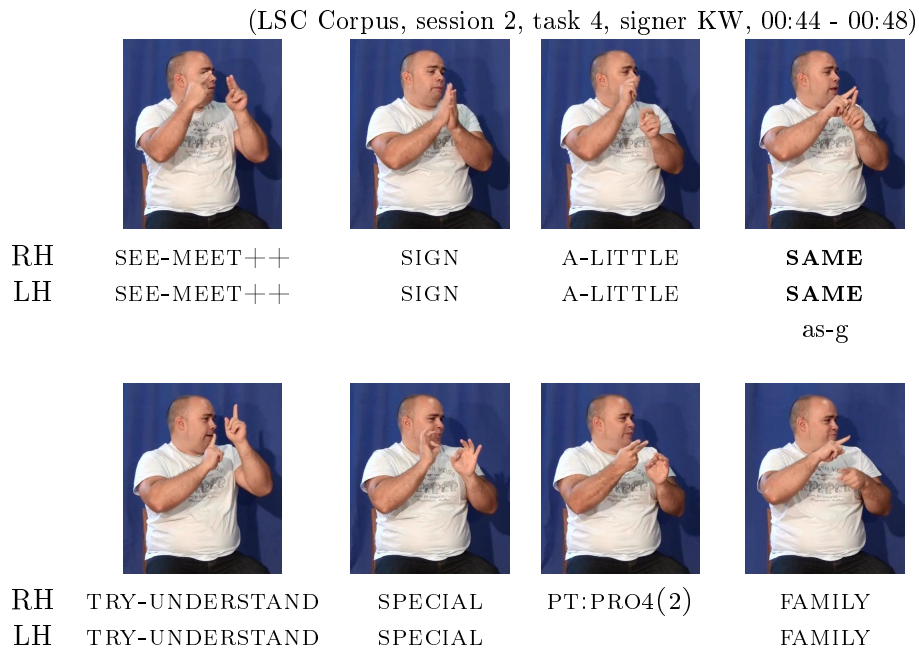 (LSC Corpus, session 2, task 4, signer KW, 00:44 - 00:48)
RH SEE-MEET++ SIGN A-LITTLE SAME
LH SEE-MEET++ SIGN A-LITTLE SAME
as-g
RH TRY-UNDERSTAND SPECIAL PT:PRO4(2) FAMILY
LH TRY-UNDERSTAND SPECIAL FAMILY